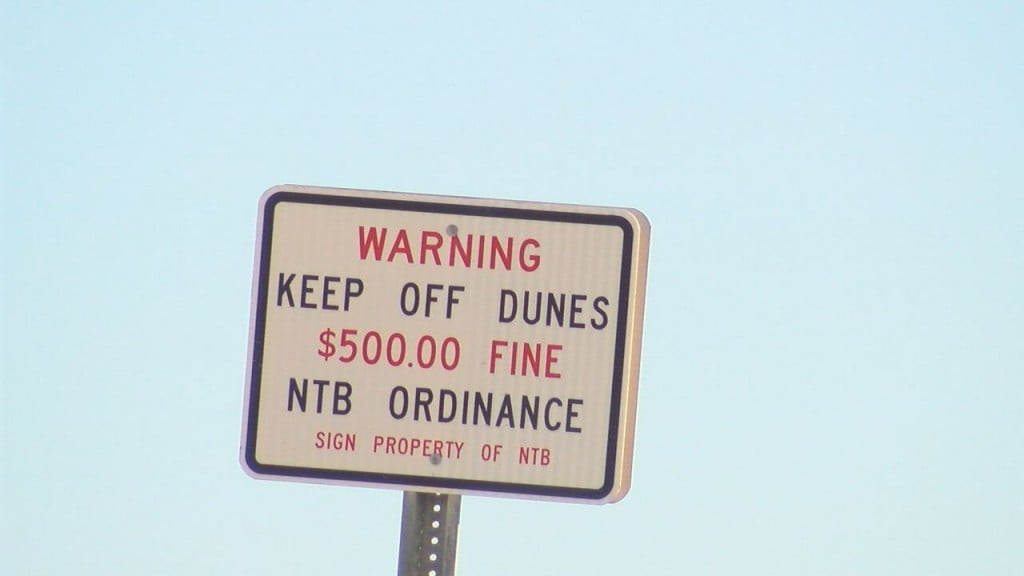 WARNING
KEEP OFF DUNES
$500.00 FINE
NTB ORDINANCE
SIGN PROPERTY OF NTB